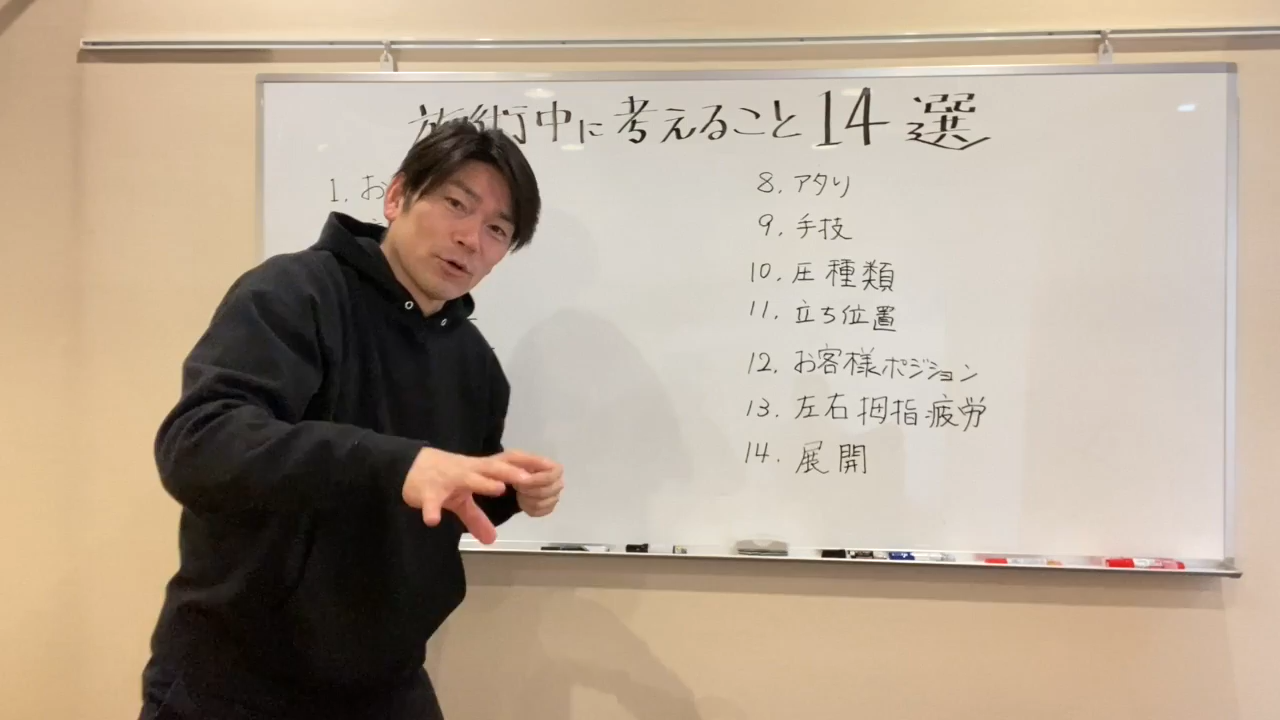 施術中に考えること14選
1. お
8. アタリ
9. 手技
10. 圧種類
11. 立ち位置
12. お客様ポジション
13. 左右拇指疲労
14. 展開